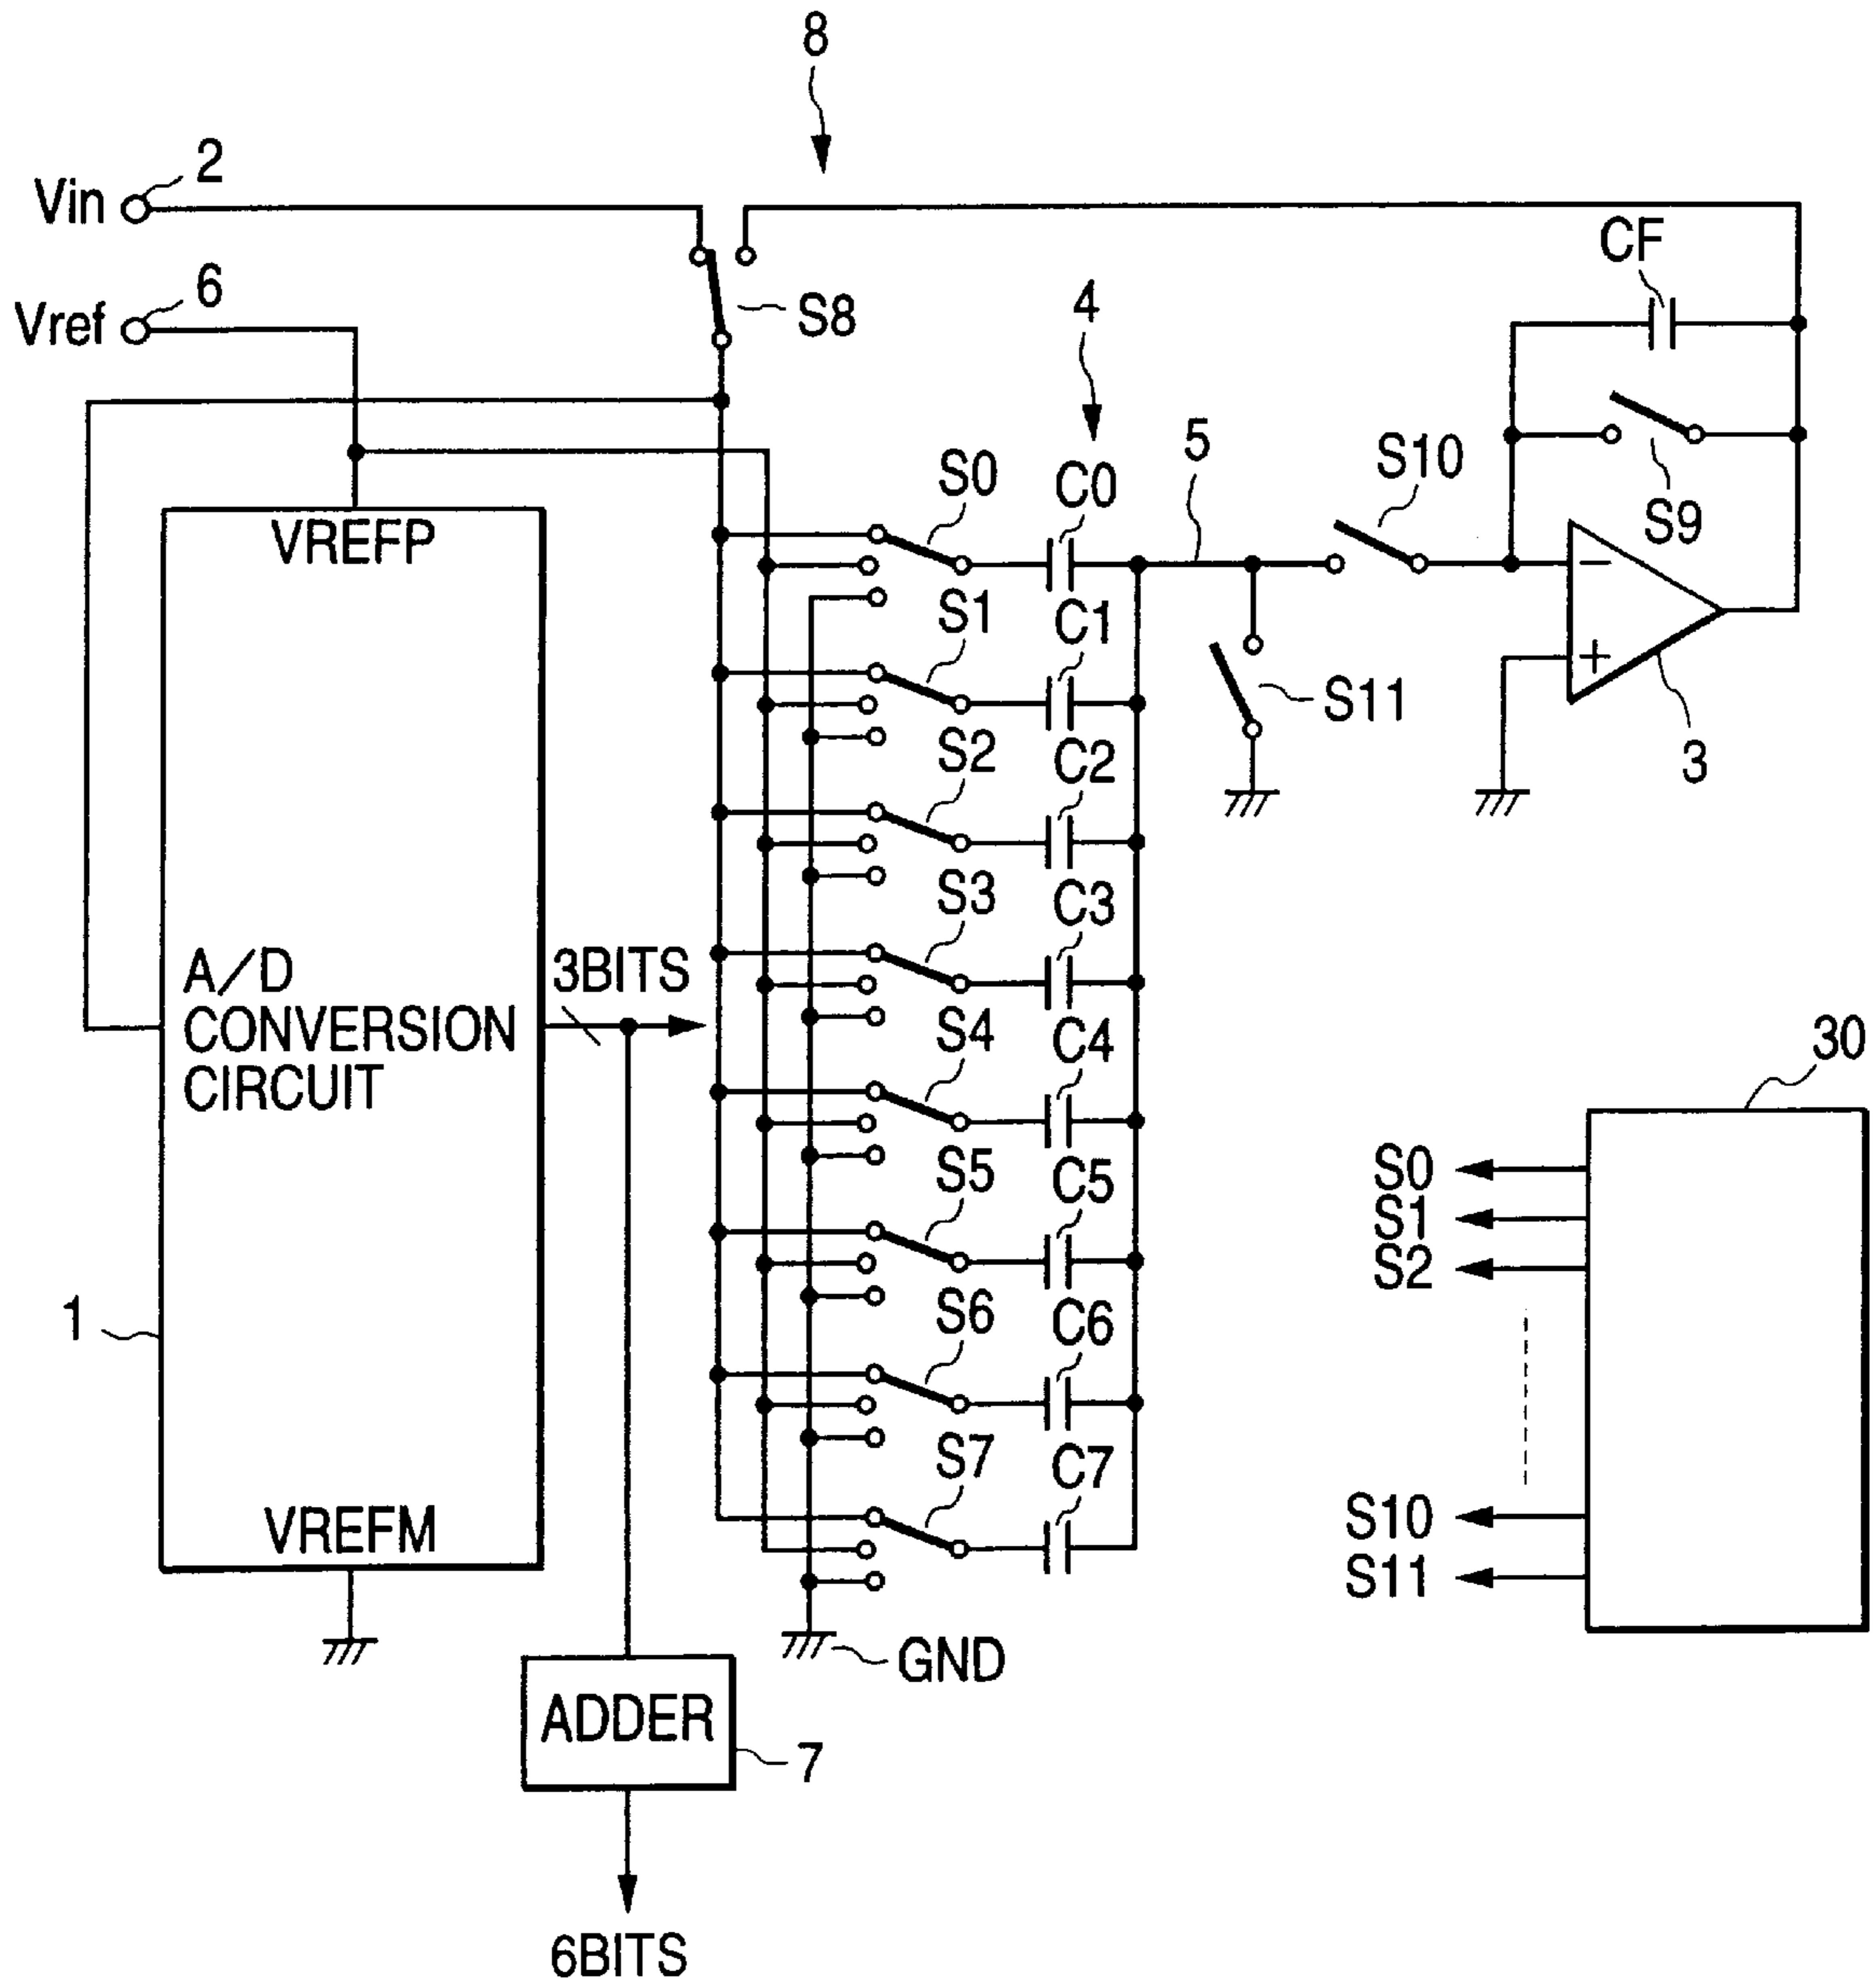 8
Vin 2
Vref 6
S8
4
CF
5
S10
S9
S0 C0
S1 C1
S11
3
S2 C2
S3 C3
S4 C4
S5 C5
S6 C6
S7 C7
VREFP
A/D
CONVERSION
CIRCUIT
3BITS
VREFM
1
GND
ADDER
7
6BITS
30
S0
S1
S2
S10
S11
−
+